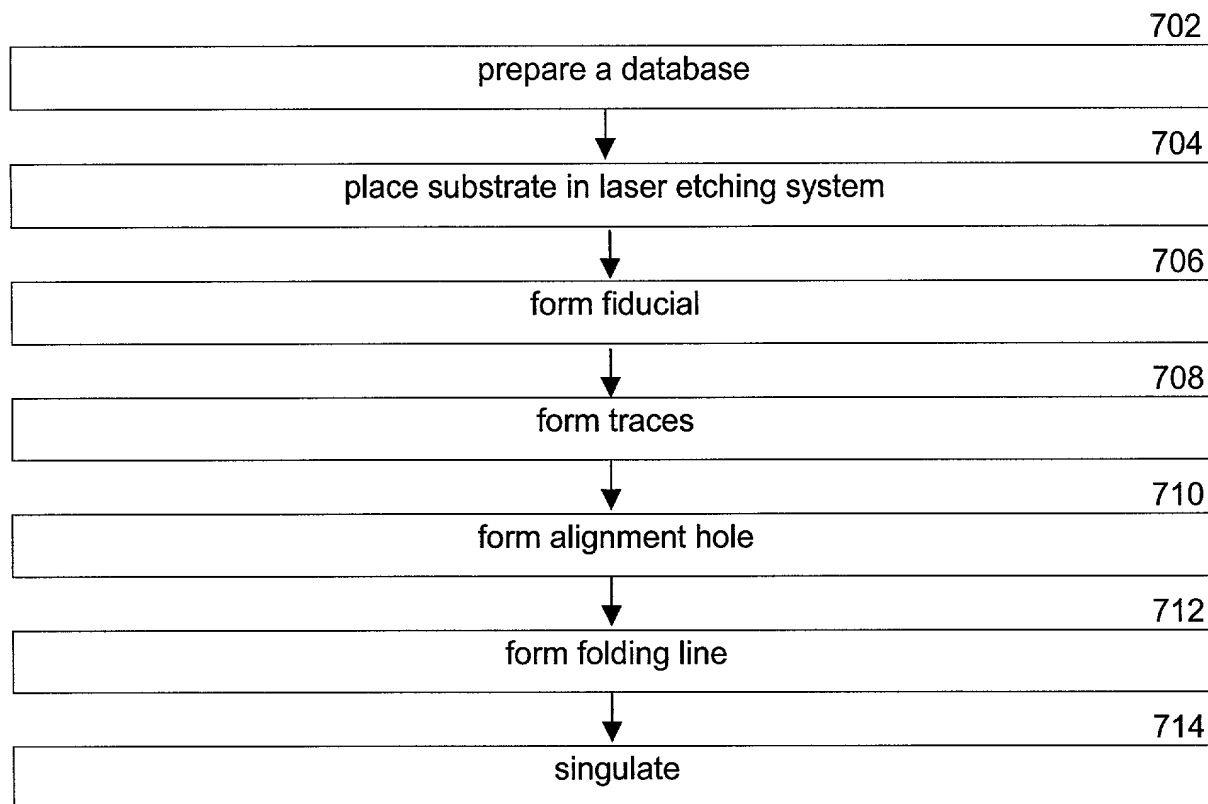 702
prepare a database
704
place substrate in laser etching system
706
form fiducial
708
form traces
710
form alignment hole
712
form folding line
714
singulate